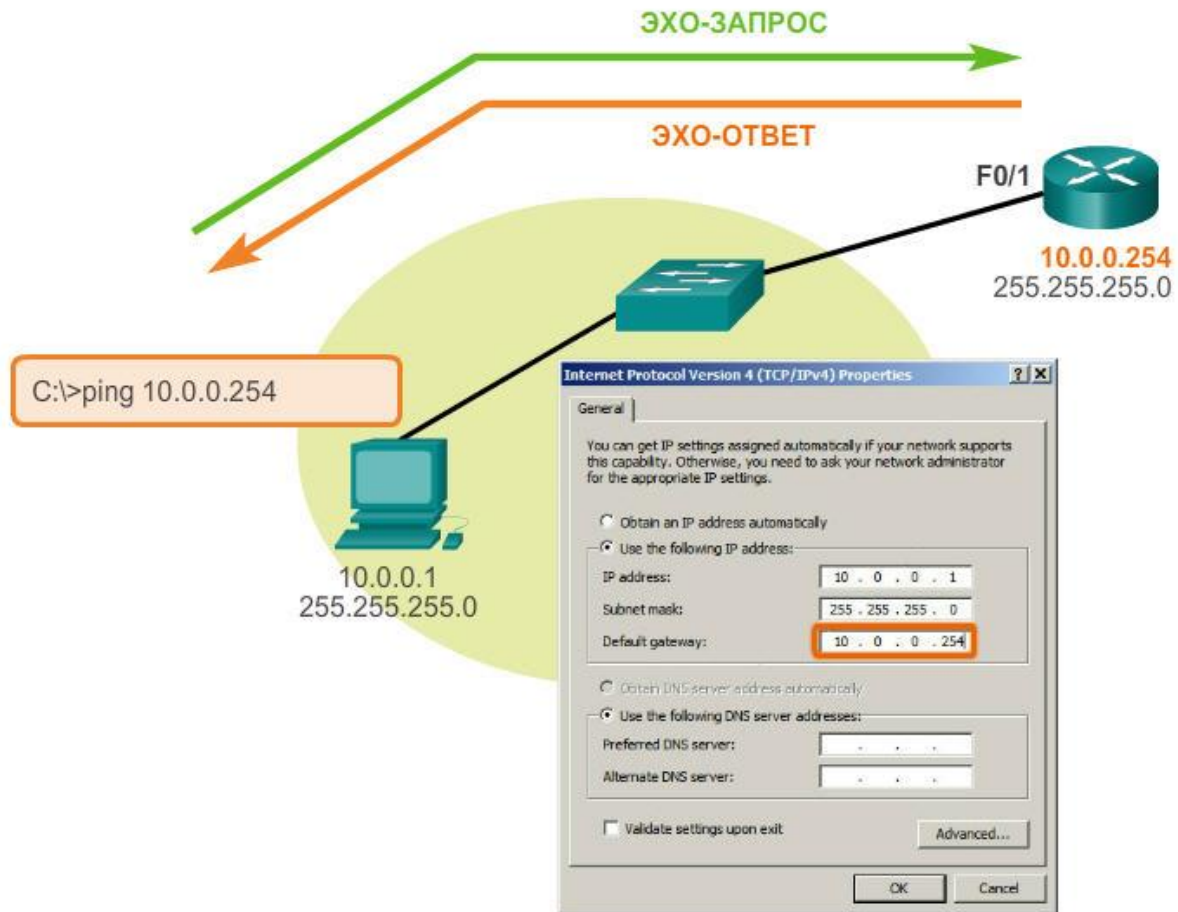 ЭХО-ЗАПРОС
ЭХО-ОТВЕТ
F0/1
10.0.0.254
255.255.255.0
C:\>ping 10.0.0.254
10.0.0.1
255.255.255.0
Internet Protocol Version 4 (TCP/IPv4) Properties
General
You can get IP settings assigned automatically if your network supports
this capability. Otherwise, you need to ask your network administrator
for the appropriate IP settings.
Obtain an IP address automatically
Use the following IP address:
IP address: 10 . 0 . 0 . 1
Subnet mask: 255 . 255 . 255 . 0
Default gateway: 10 . 0 . 0 . 254
Obtain DNS server address automatically
Use the following DNS server addresses:
Preferred DNS server: . . .
Alternate DNS server: . . .
Validate settings upon exit
Advanced...
OK Cancel